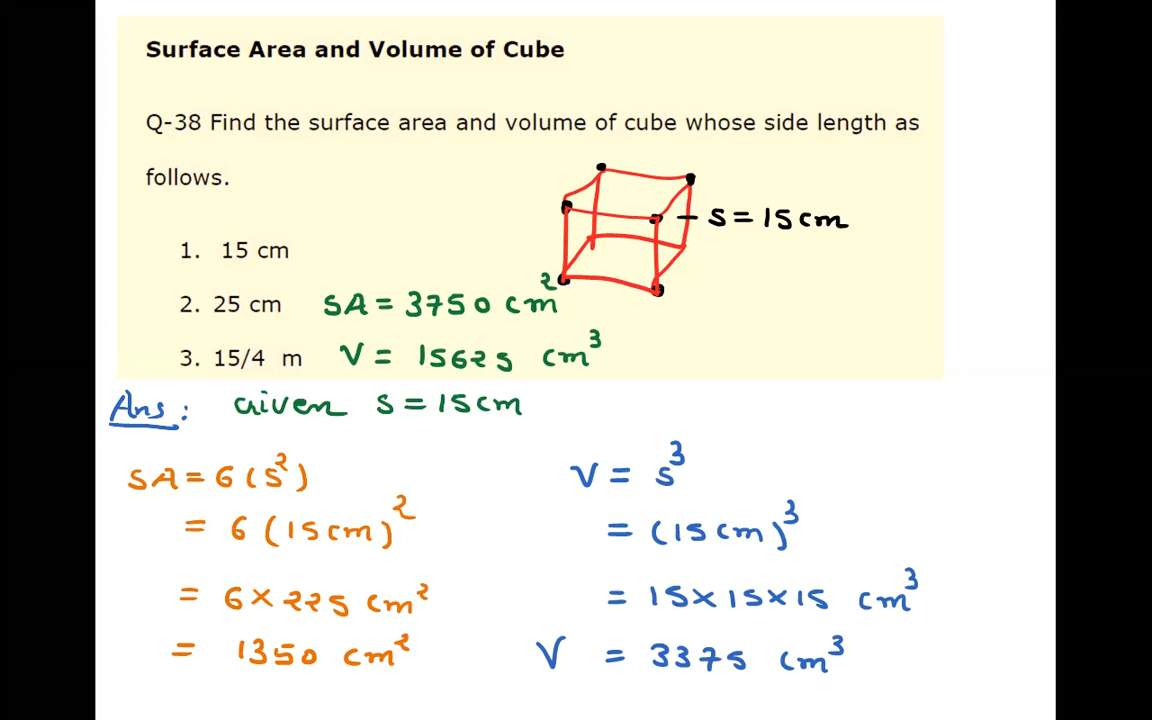 Surface Area and Volume of Cube
Q-38 Find the surface area and volume of cube whose side length as
follows.
s = 15 cm
1. 15 cm
2. 25 cm SA = 3750 cm²
3. 15/4 m V = 15625 cm³
Ans : Given s = 15 cm
SA = 6 (s²)
= 6 (15 cm)²
= 6 × 225 cm²
= 1350 cm²
V = s³
= (15 cm)³
= 15 × 15 × 15 cm³
V = 3375 cm³